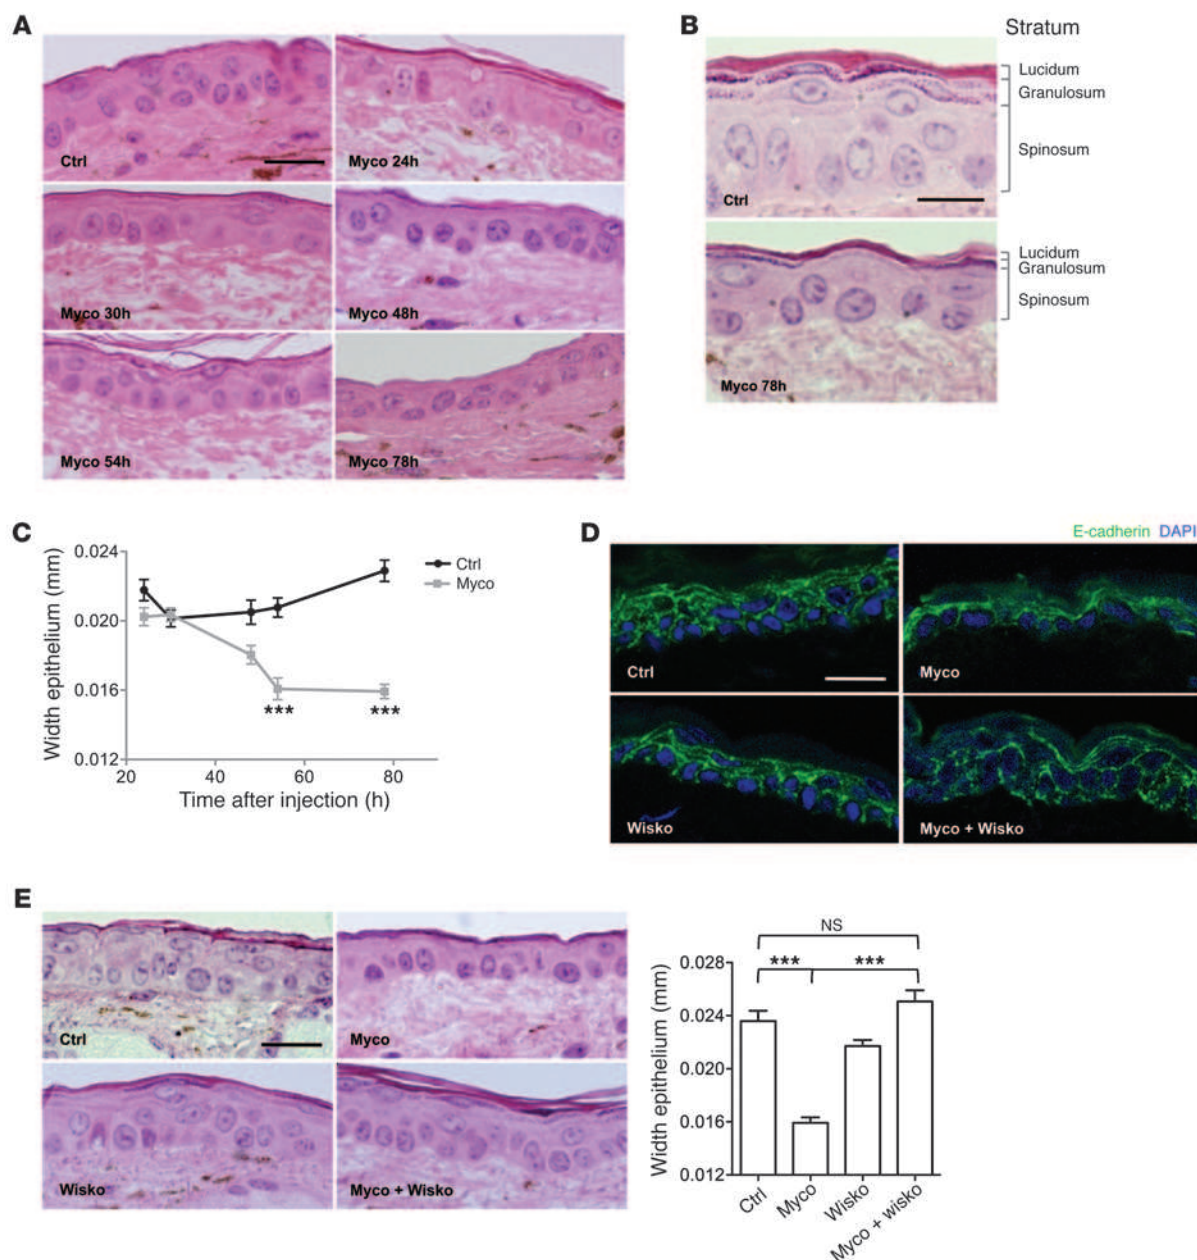 A
Ctrl
Myco 24h
Myco 30h
Myco 48h
Myco 54h
Myco 78h
B
Stratum
Lucidum
Granulosum
Spinosum
Ctrl
Lucidum
Granulosum
Spinosum
Myco 78h
C
Width epithelium (mm)
0.024
0.020
0.016
0.012
20 40 60 80
Time after injection (h)
Ctrl
Myco
***
***
D
E-cadherin DAPI
Ctrl
Myco
Wisko
Myco + Wisko
E
Ctrl
Myco
Wisko
Myco + Wisko
Width epithelium (mm)
0.028
0.024
0.020
0.016
0.012
NS
*** ***
Ctrl
Myco
Wisko
Myco + wisko